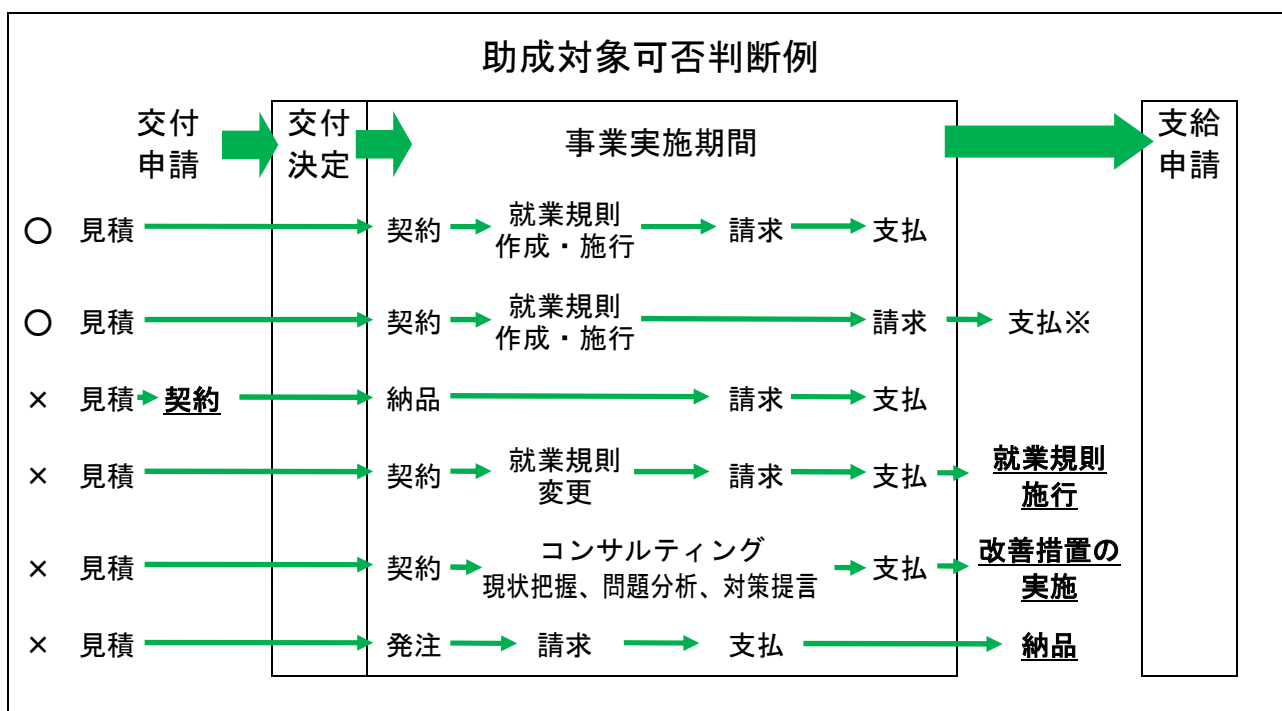 助成対象可否判断例
交付
申請
交付
決定
事業実施期間
支給
申請
○ 見積 契約 就業規則
作成・施行 請求 支払
○ 見積 契約 就業規則
作成・施行 請求 支払※
× 見積 契約 納品 請求 支払
× 見積 契約 就業規則
変更 請求 支払 就業規則
施行
× 見積 契約 コンサルティング
現状把握、問題分析、対策提言 支払 改善措置の
実施
× 見積 発注 請求 支払 納品